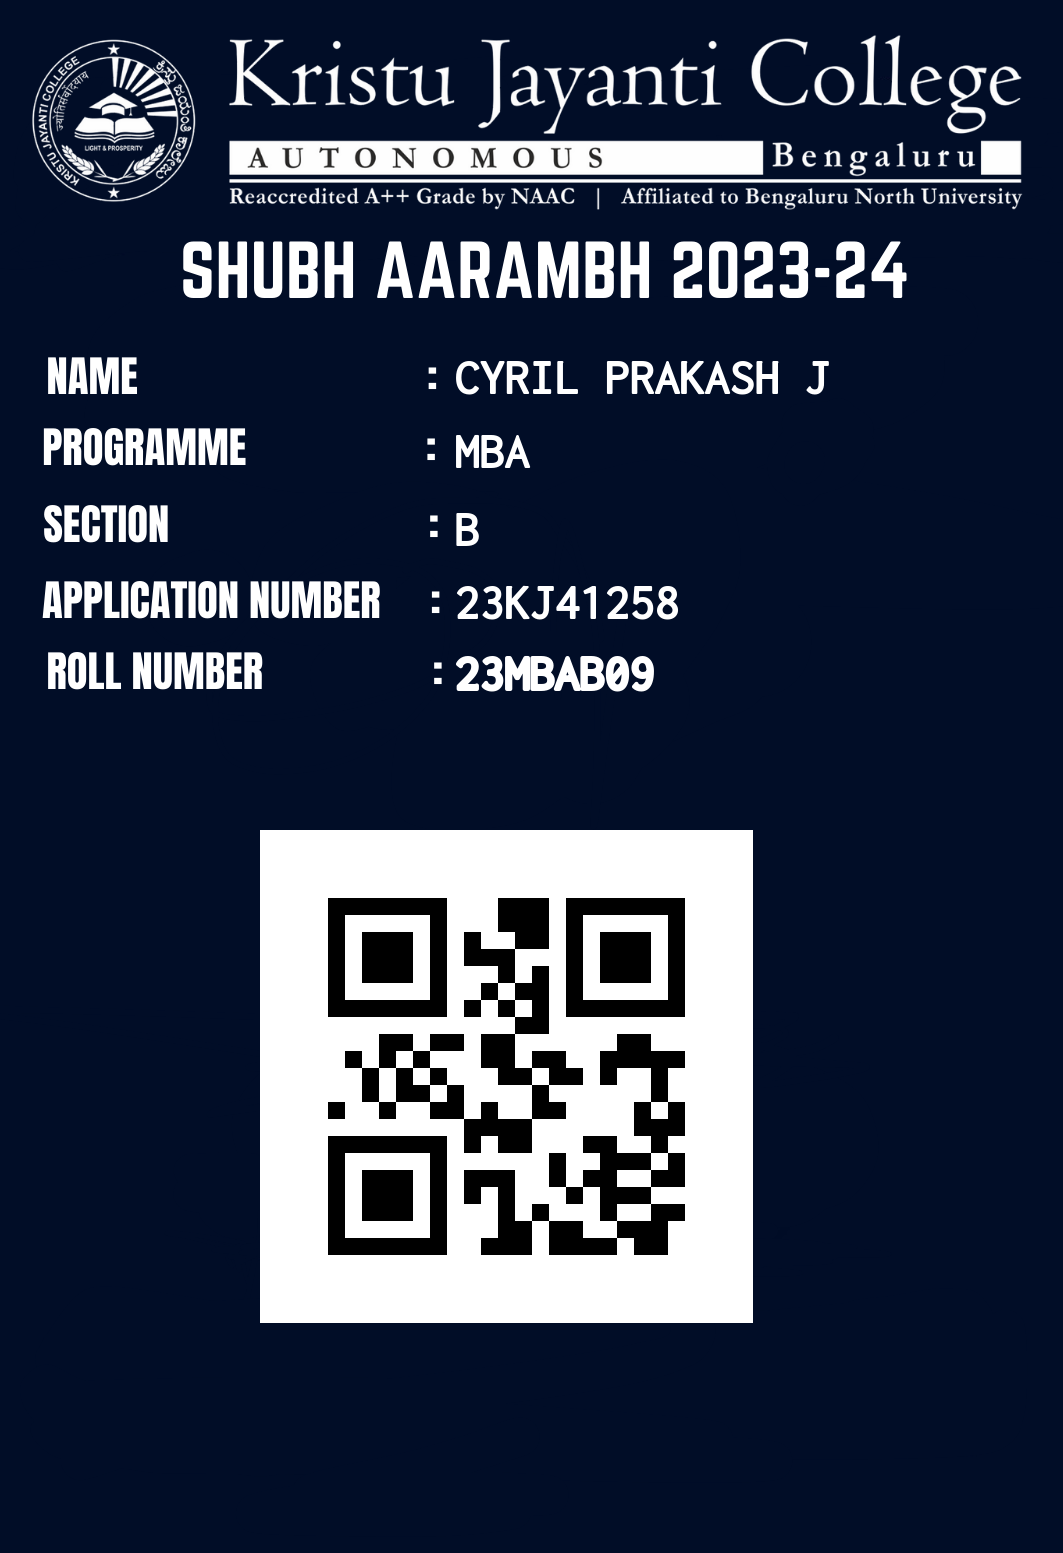 Kristu Jayanti College
AUTONOMOUS Bengaluru
Reaccredited A++ Grade by NAAC | Affiliated to Bengaluru North University
KRISTU JAYANTI COLLEGE
LIGHT & PROSPERITY
SHUBH AARAMBH 2023-24
NAME : CYRIL PRAKASH J
PROGRAMME : MBA
SECTION : B
APPLICATION NUMBER : 23KJ41258
ROLL NUMBER : 23MBAB09